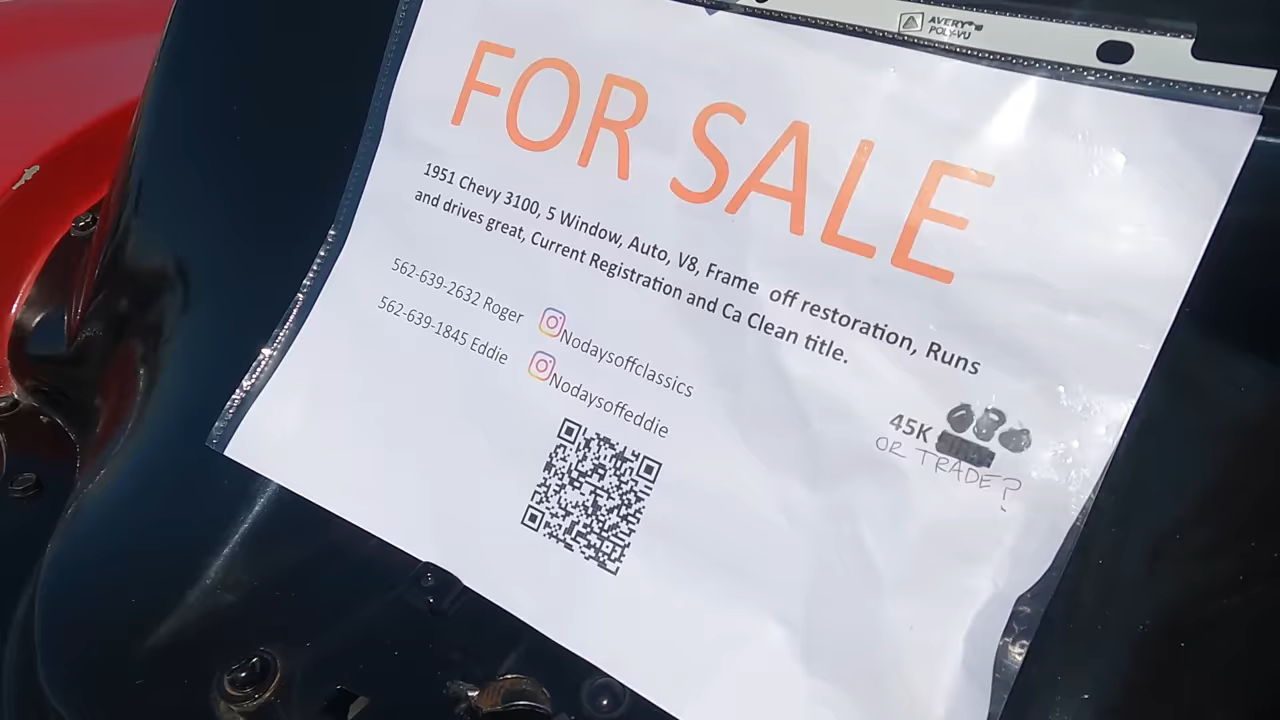 AVERY®
POLY-VU
FOR SALE
1951 Chevy 3100, 5 Window, Auto, V8, Frame off restoration, Runs
and drives great, Current Registration and Ca Clean title.
562-639-2632 Roger Nodaysoffclassics
562-639-1845 Eddie Nodaysoffeddie
45K
OR TRADE?